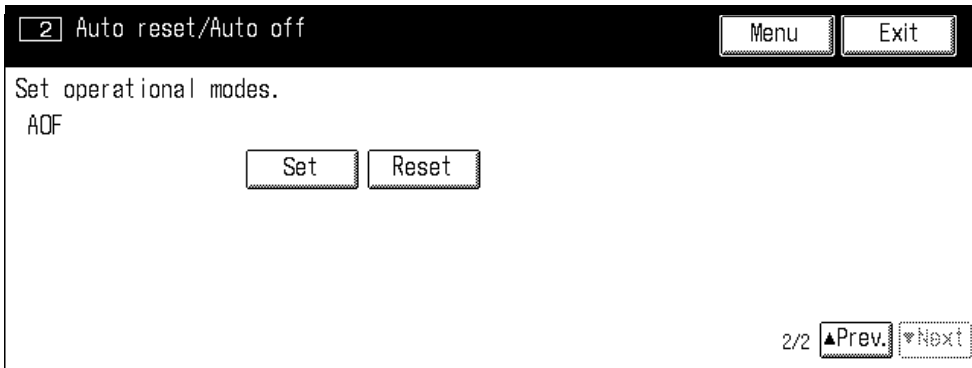 2 Auto reset/Auto off
Menu Exit
Set operational modes.
AOF
Set Reset
2/2 ▲Prev. ▼Next